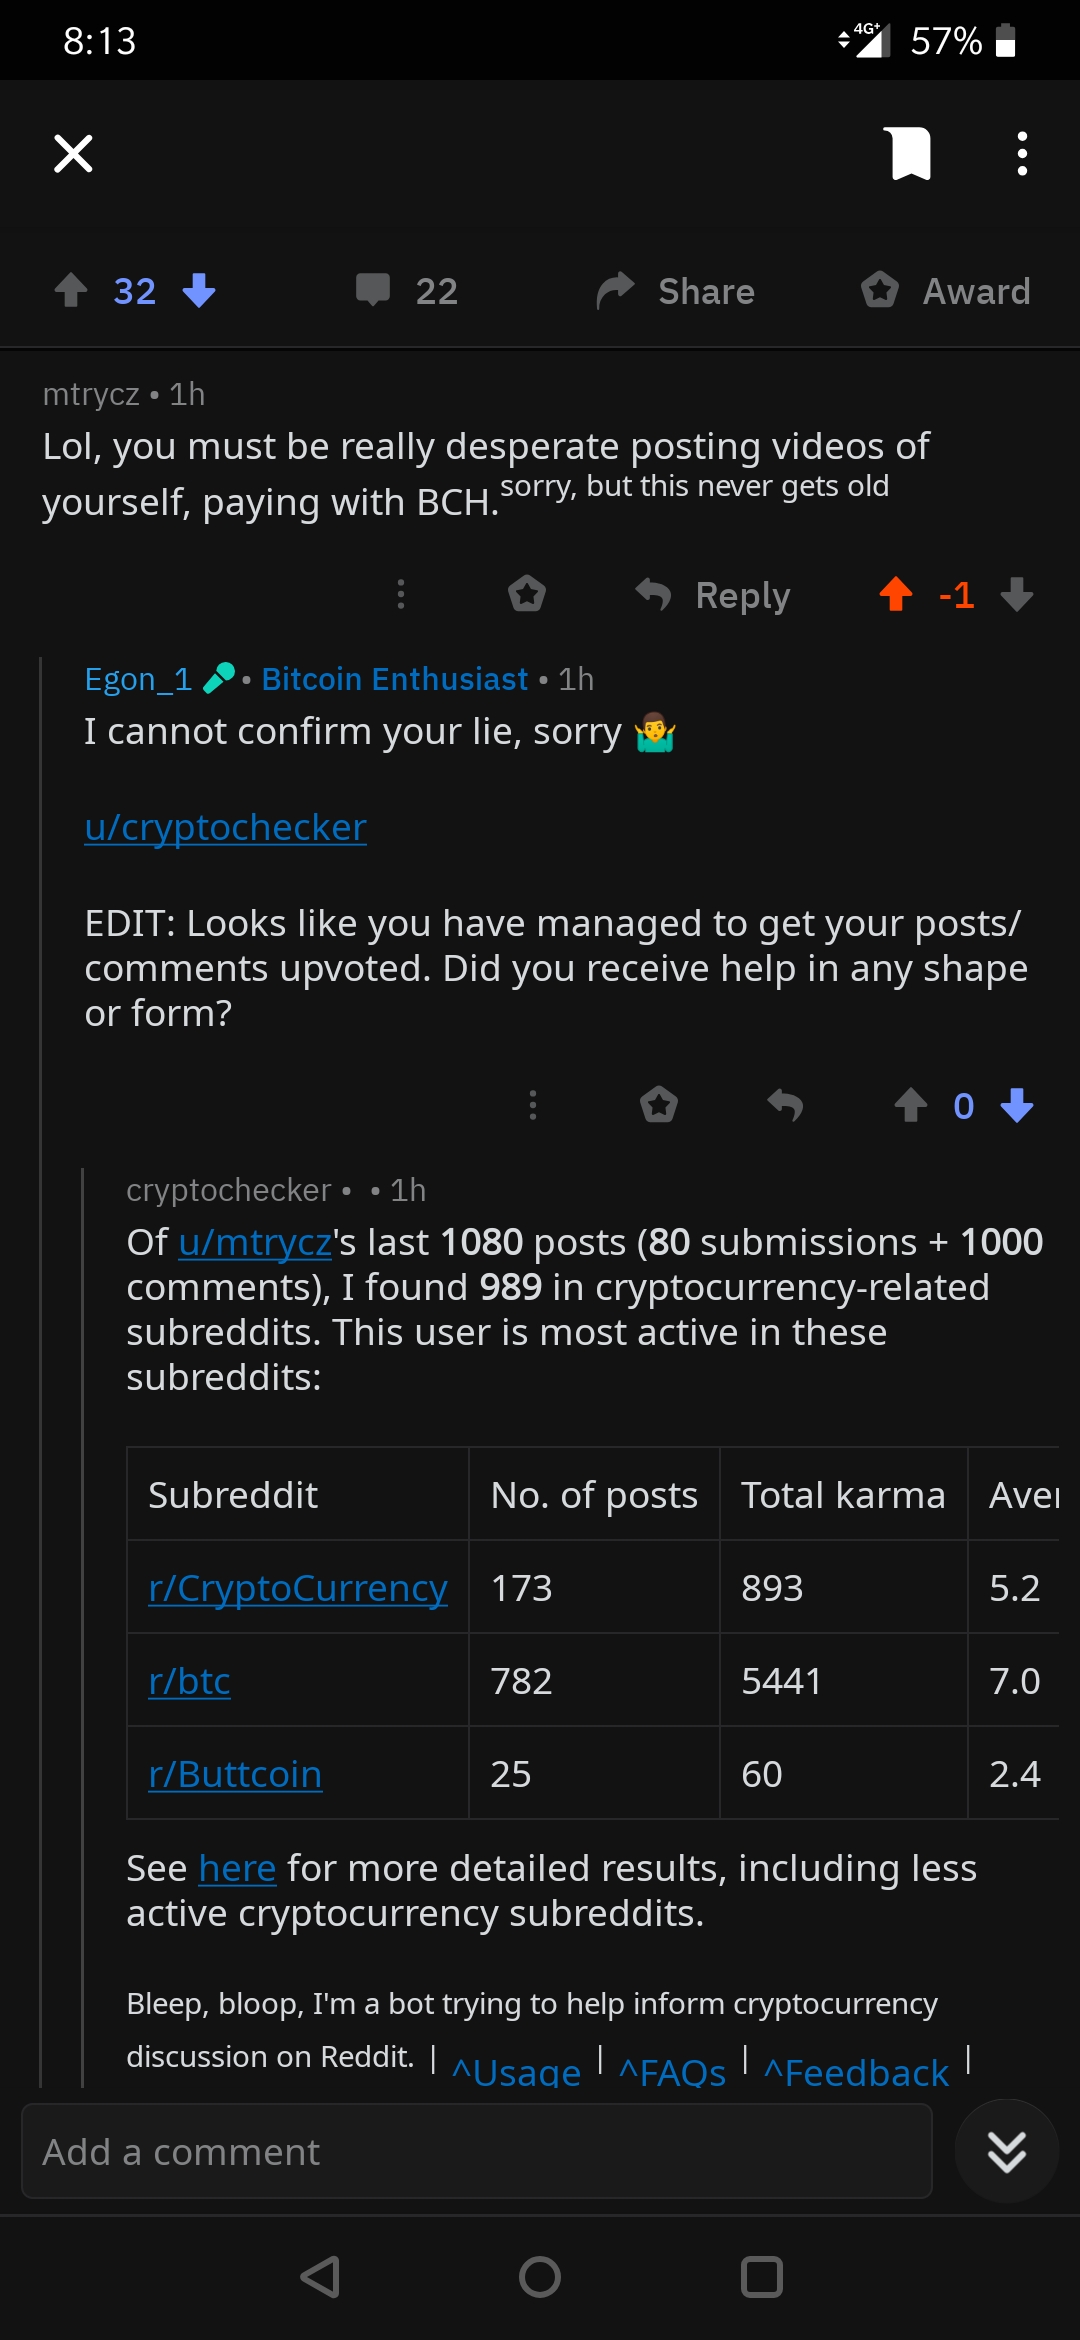 8:13 4G+ 57%
32 22 Share Award
mtrycz • 1h
Lol, you must be really desperate posting videos of
yourself, paying with BCH. sorry, but this never gets old
Reply -1
Egon_1 • Bitcoin Enthusiast • 1h
I cannot confirm your lie, sorry 🤷‍♂️
u/cryptochecker
EDIT: Looks like you have managed to get your posts/
comments upvoted. Did you receive help in any shape
or form?
0
cryptochecker • • 1h
Of u/mtrycz's last 1080 posts (80 submissions + 1000
comments), I found 989 in cryptocurrency-related
subreddits. This user is most active in these
subreddits:
Subreddit No. of posts Total karma Aver
r/CryptoCurrency 173 893 5.2
r/btc 782 5441 7.0
r/Buttcoin 25 60 2.4
See here for more detailed results, including less
active cryptocurrency subreddits.
Bleep, bloop, I'm a bot trying to help inform cryptocurrency
discussion on Reddit. | ^Usage | ^FAQs | ^Feedback |
Add a comment